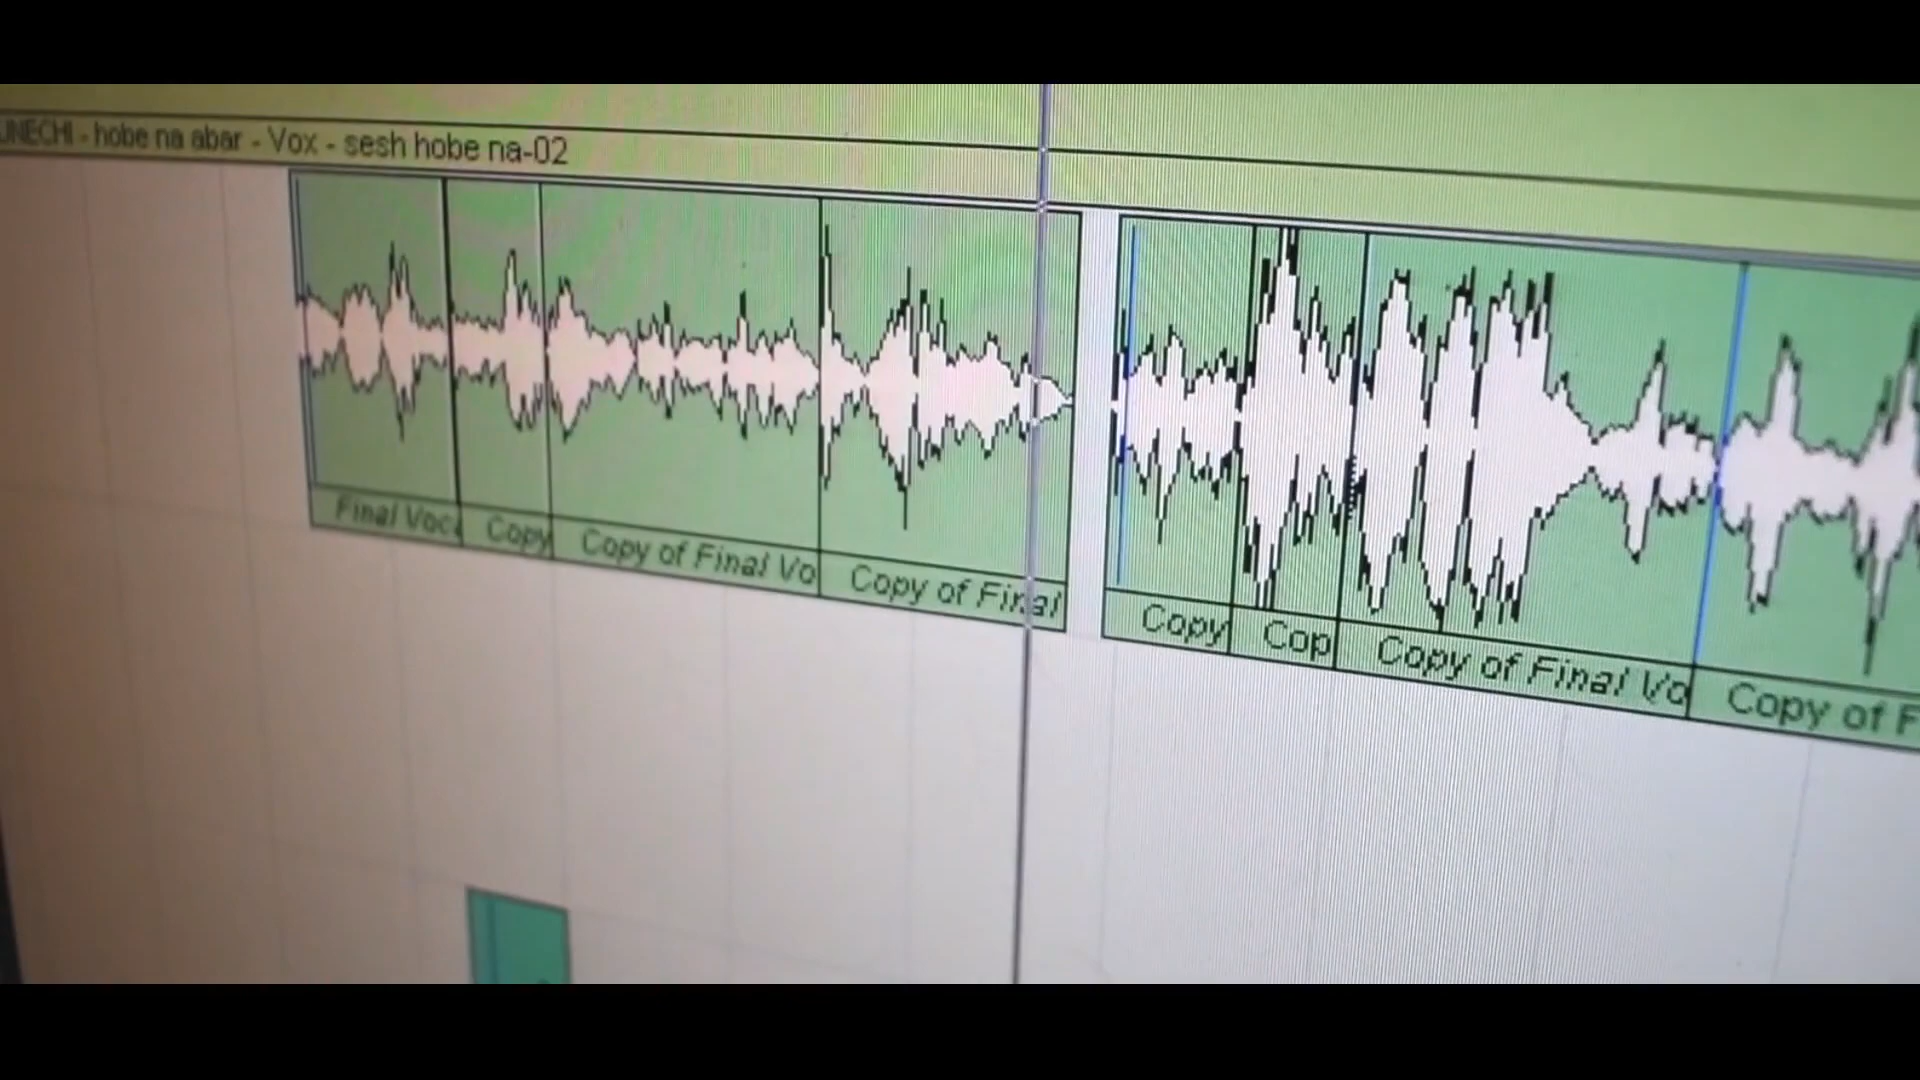 UNECHI - hobe na abar - Vox - sesh hobe na-02
Final Voc Copy Copy of Final Vo Copy of Final Copy Cop Copy of Final Vo Copy of F